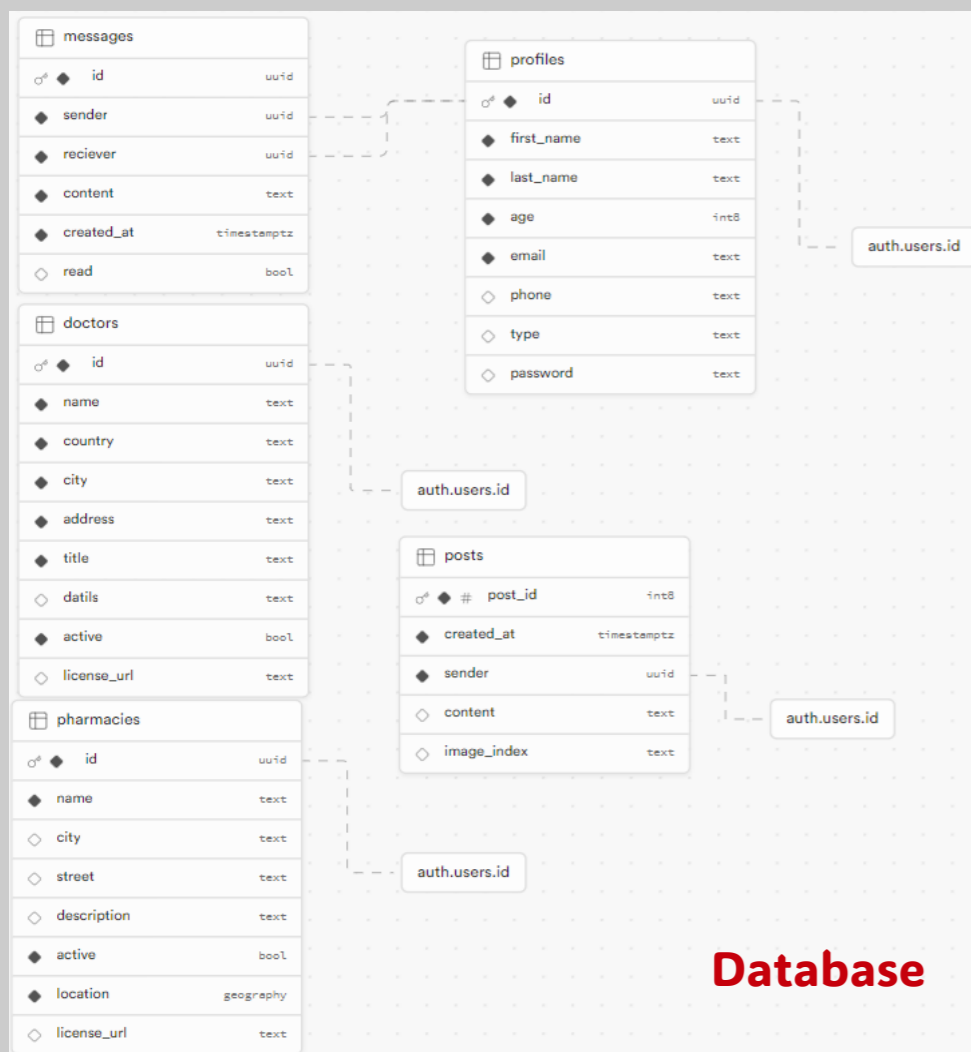 messages
id uuid
sender uuid
reciever uuid
content text
created_at timestamptz
read bool
doctors
id uuid
name text
country text
city text
address text
title text
datils text
active bool
license_url text
pharmacies
id uuid
name text
city text
street text
description text
active bool
location geography
license_url text
profiles
id uuid
first_name text
last_name text
age int8
email text
phone text
type text
password text
auth.users.id
auth.users.id
posts
# post_id int8
created_at timestamptz
sender uuid
content text
image_index text
auth.users.id
auth.users.id
Database